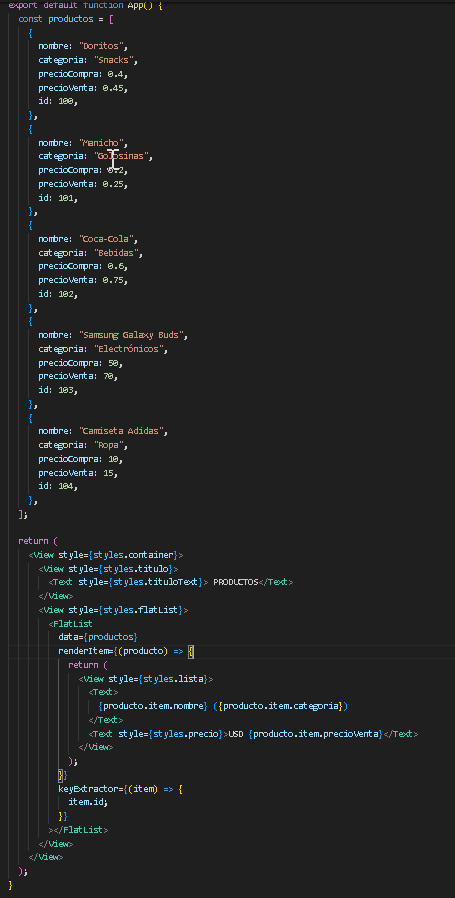 export default function App() {
const productos = [
{
nombre: "Doritos",
categoria: "Snacks",
precioCompra: 0.4,
precioVenta: 0.45,
id: 100,
},
{
nombre: "Manicho",
categoria: "Golosinas",
precioCompra: 0.2,
precioVenta: 0.25,
id: 101,
},
{
nombre: "Coca-Cola",
categoria: "Bebidas",
precioCompra: 0.6,
precioVenta: 0.75,
id: 102,
},
{
nombre: "Samsung Galaxy Buds",
categoria: "Electrónicos",
precioCompra: 50,
precioVenta: 70,
id: 103,
},
{
nombre: "Camiseta Adidas",
categoria: "Ropa",
precioCompra: 10,
precioVenta: 15,
id: 104,
},
];
return (
<View style={styles.container}>
<View style={styles.titulo}>
<Text style={styles.tituloText}> PRODUCTOS</Text>
</View>
<View style={styles.flatList}>
<FlatList
data={productos}
renderItem={(producto) => {
return (
<View style={styles.lista}>
<Text>
{producto.item.nombre} ({producto.item.categoria})
</Text>
<Text style={styles.precio}>USD {producto.item.precioVenta}</Text>
</View>
);
}}
keyExtractor={(item) => {
item.id;
}}
></FlatList>
</View>
</View>
);
}